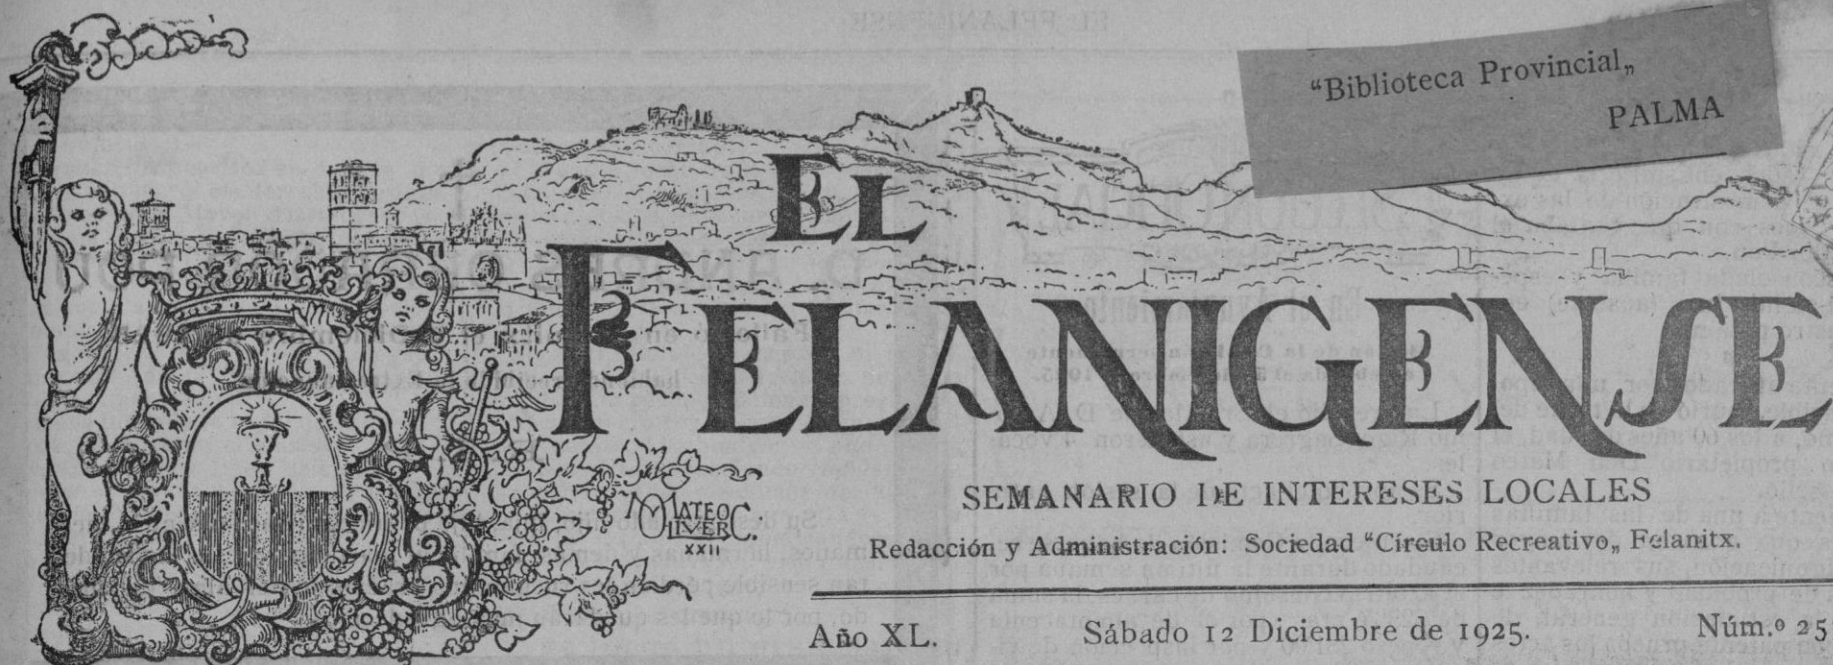 "Biblioteca Provincial„
PALMA
EL
FELANIGENSE
MATEO
OLIVER C.
XXII
SEMANARIO DE INTERESES LOCALES
Redacción y Administración: Sociedad "Círculo Recreativo„ Felanitx.
Año XL. Sábado 12 Diciembre de 1925. Núm.º 25